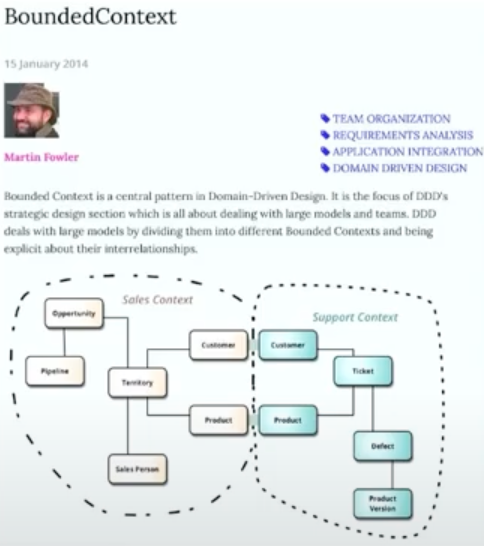 BoundedContext
15 January 2014
Martin Fowler
TEAM ORGANIZATION
REQUIREMENTS ANALYSIS
APPLICATION INTEGRATION
DOMAIN DRIVEN DESIGN
Bounded Context is a central pattern in Domain-Driven Design. It is the focus of DDD's
strategic design section which is all about dealing with large models and teams. DDD
deals with large models by dividing them into different Bounded Contexts and being
explicit about their interrelationships.
Sales Context
Opportunity
Pipeline
Territory
Customer
Product
Sales Person
Support Context
Customer
Ticket
Product
Defect
Product
Version